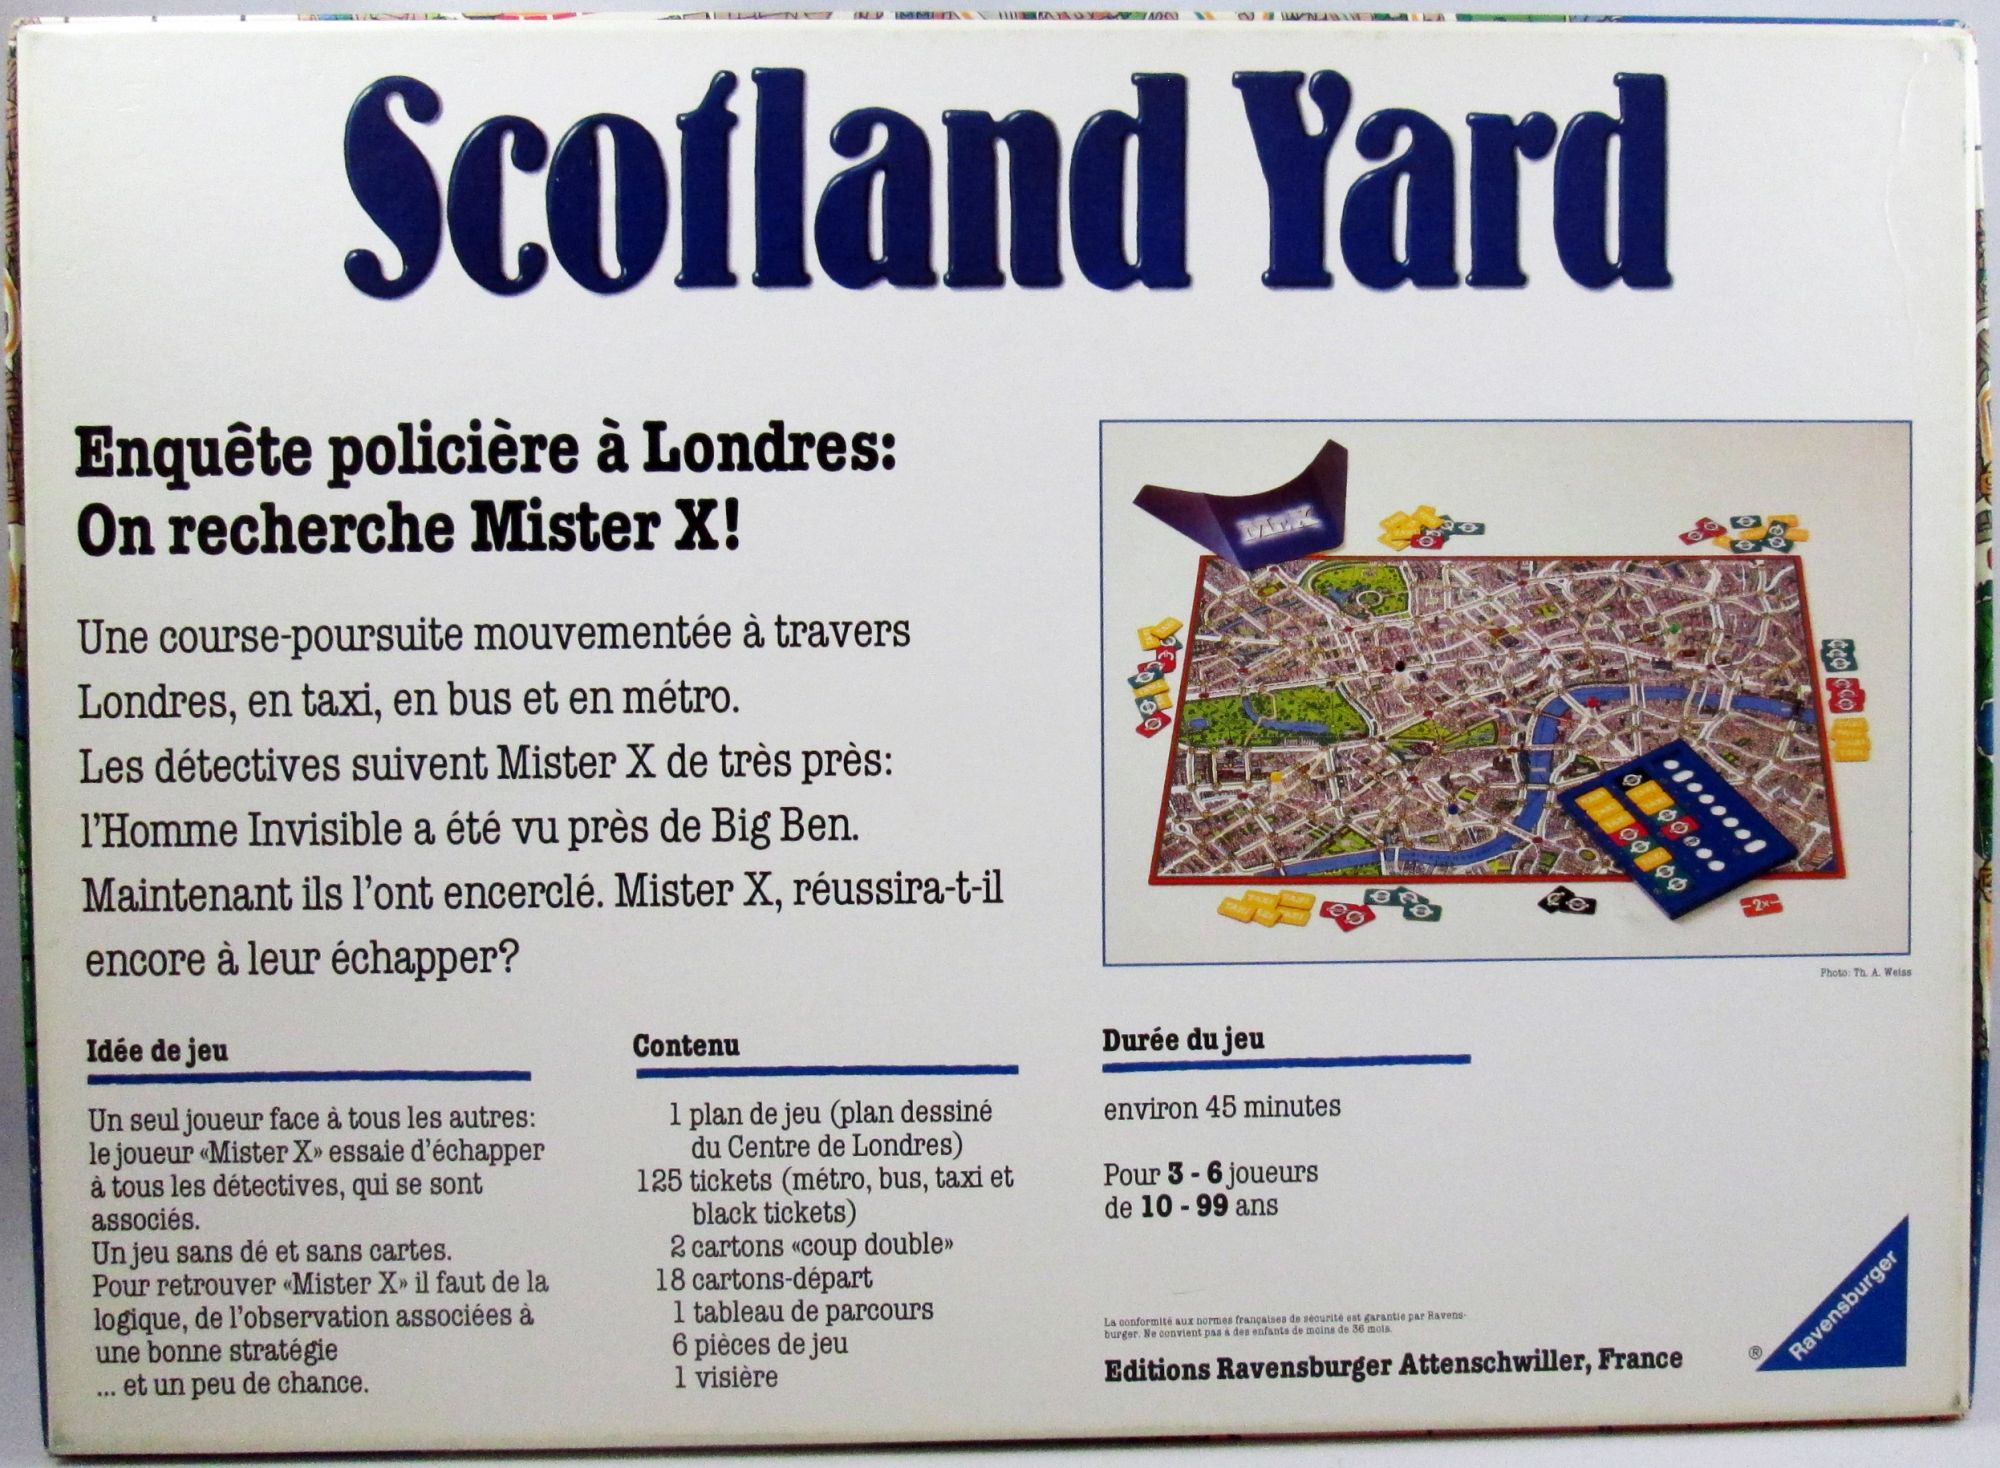 Scotland Yard
Enquête policière à Londres:
On recherche Mister X!
Une course-poursuite mouvementée à travers
Londres, en taxi, en bus et en métro.
Les détectives suivent Mister X de très près:
l'Homme Invisible a été vu près de Big Ben.
Maintenant ils l'ont encerclé. Mister X, réussira-t-il
encore à leur échapper?
MR.X
TAXI
TAXI
TAXI
-2x-
Photo: Th. A. Weiss
Idée de jeu
Un seul joueur face à tous les autres:
le joueur «Mister X» essaie d'échapper
à tous les détectives, qui se sont
associés.
Un jeu sans dé et sans cartes.
Pour retrouver «Mister X» il faut de la
logique, de l'observation associées à
une bonne stratégie
... et un peu de chance.
Contenu
1 plan de jeu (plan dessiné
du Centre de Londres)
125 tickets (métro, bus, taxi et
black tickets)
2 cartons «coup double»
18 cartons-départ
1 tableau de parcours
6 pièces de jeu
1 visière
Durée du jeu
environ 45 minutes
Pour 3 - 6 joueurs
de 10 - 99 ans
La conformité aux normes françaises de sécurité est garantie par Ravens-
burger. Ne convient pas à des enfants de moins de 36 mois.
Editions Ravensburger Attenschwiller, France
® Ravensburger